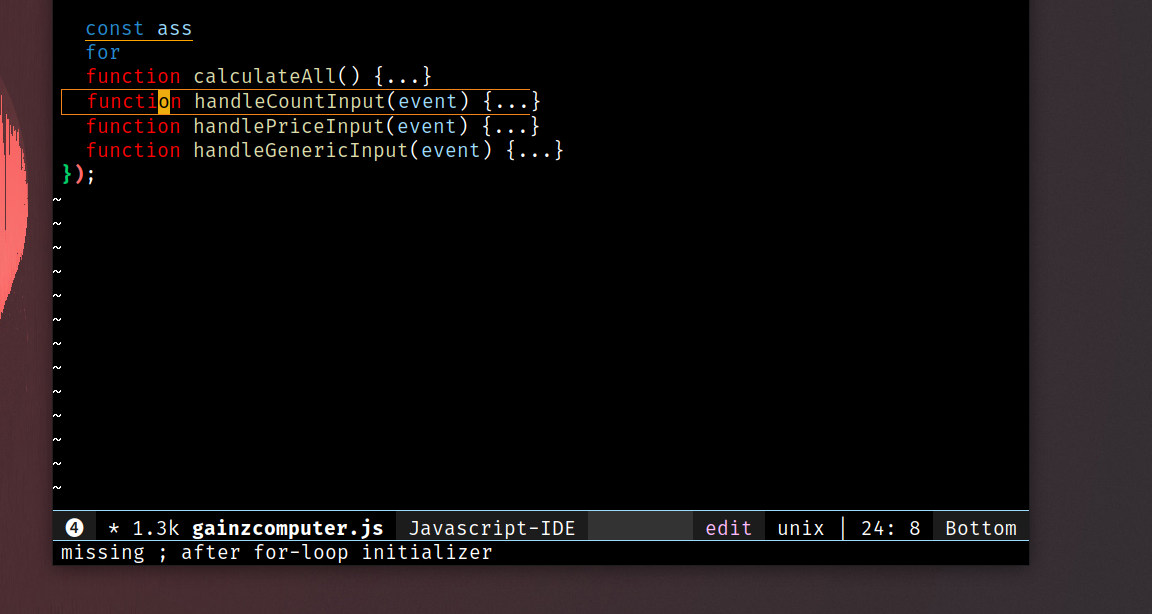 const ass
for
function calculateAll() {...}
function handleCountInput(event) {...}
function handlePriceInput(event) {...}
function handleGenericInput(event) {...}
});
~
~
~
~
~
~
~
~
~
~
~
~
~
4 * 1.3k gainzcomputer.js Javascript-IDE edit unix | 24: 8 Bottom
missing ; after for-loop initializer